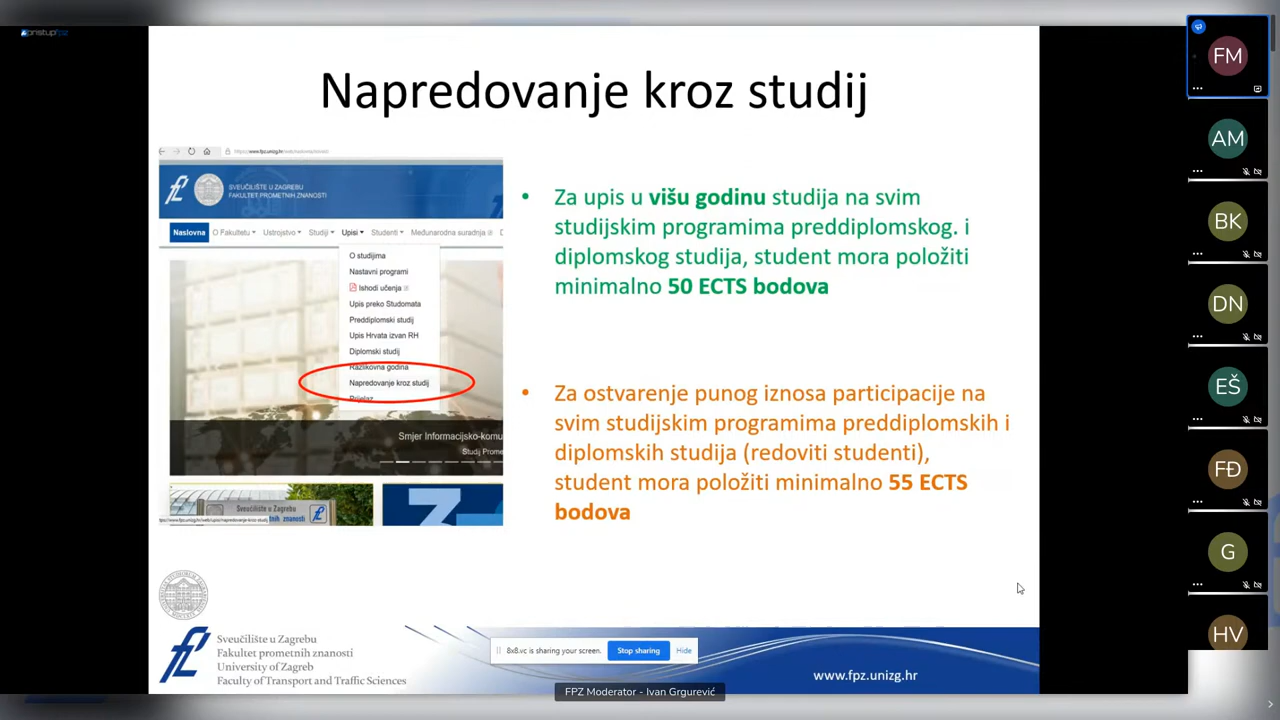 pristupfpz
Napredovanje kroz studij
SVEUČILIŠTE U ZAGREBU
FAKULTET PROMETNIH ZNANOSTI
Naslovna O Fakultetu Ustrojstvo Studiji Upisi Studenti Međunarodna suradnja
O studijima
Nastavni programi
Ishodi učenja
Upis preko Studomata
Preddiplomski studij
Upis Hrvata izvan RH
Diplomski studij
Razlikovna godina
Napredovanje kroz studij
Prijelaz
Smjer Informacijsko-komu
Studij Prome
Sveučilište u Zagrebu
• Za upis u višu godinu studija na svim
studijskim programima preddiplomskog. i
diplomskog studija, student mora položiti
minimalno 50 ECTS bodova
• Za ostvarenje punog iznosa participacije na
svim studijskim programima preddiplomskih i
diplomskih studija (redoviti studenti),
student mora položiti minimalno 55 ECTS
bodova
Sveučilište u Zagrebu
Fakultet prometnih znanosti
University of Zagreb
Faculty of Transport and Traffic Sciences
8x8.vc is sharing your screen. Stop sharing Hide
www.fpz.unizg.hr
FPZ Moderator - Ivan Grgurević
FM
AM
BK
DN
EŠ
FĐ
G
HV